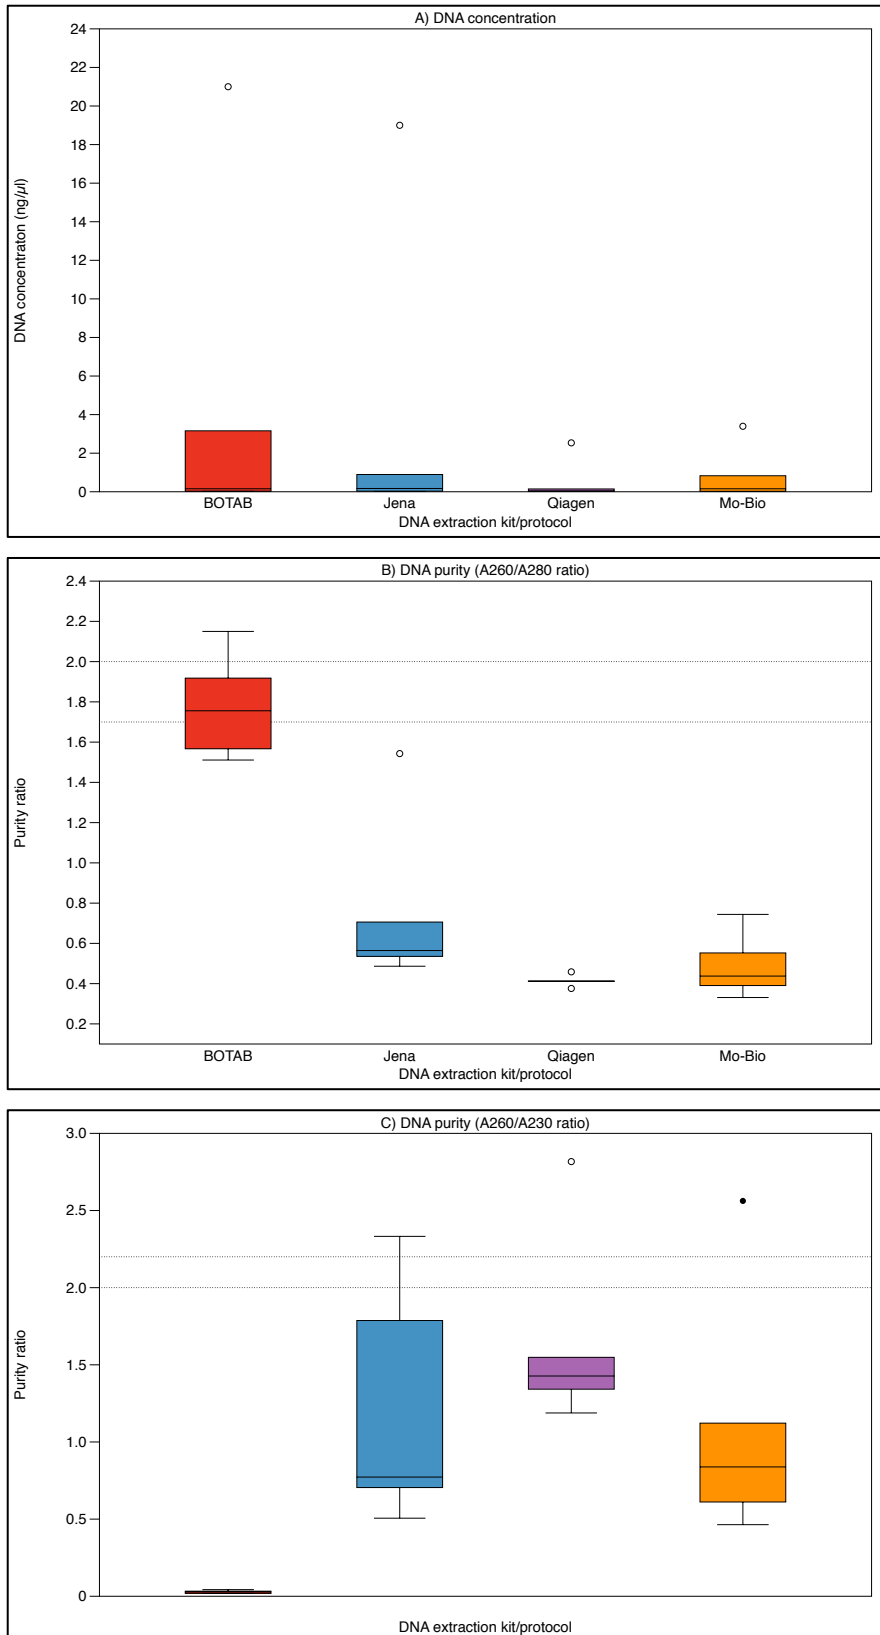 A) DNA concentration
24
22
20
18
16
14
12
10
8
6
4
2
0
DNA concentraton (ng/µl)
BOTAB Jena Qiagen Mo-Bio
DNA extraction kit/protocol
B) DNA purity (A260/A280 ratio)
2.4
2.2
2.0
1.8
1.6
1.4
1.2
1.0
0.8
0.6
0.4
0.2
Purity ratio
BOTAB Jena Qiagen Mo-Bio
DNA extraction kit/protocol
C) DNA purity (A260/A230 ratio)
3.0
2.5
2.0
1.5
1.0
0.5
0
Purity ratio
DNA extraction kit/protocol